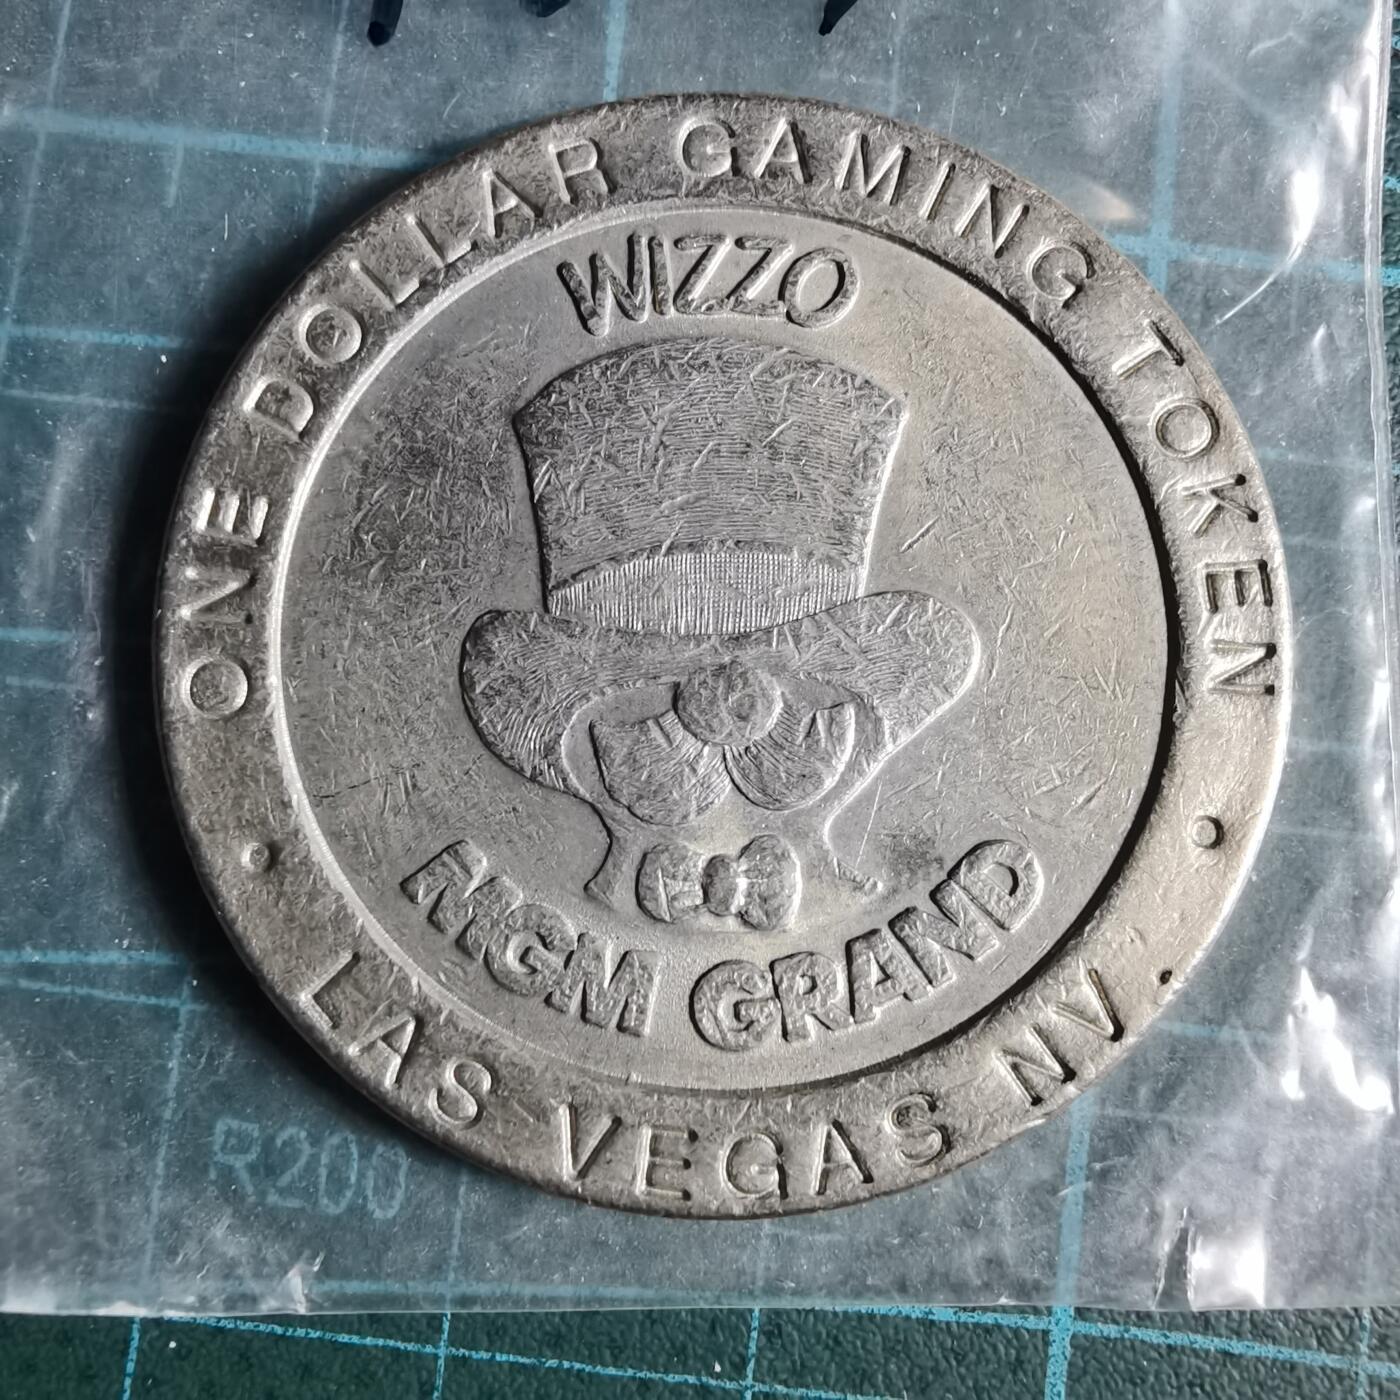 ONE DOLLAR GAMING TOKEN
WIZZO
MGM GRAND
• LAS VEGAS NV. •
R200